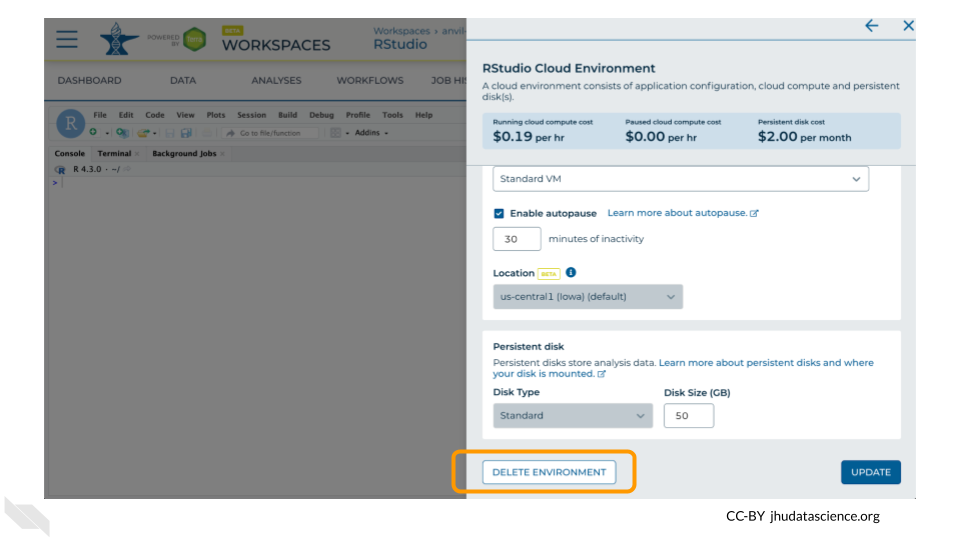 POWERED BY
BETA
WORKSPACES
Workspaces > anvil-
RStudio
DASHBOARD DATA ANALYSES WORKFLOWS JOB HI
File Edit Code View Plots Session Build Debug Profile Tools Help
Go to file/function Addins
Console Terminal Background Jobs
R 4.3.0 · ~/
>
RStudio Cloud Environment
A cloud environment consists of application configuration, cloud compute and persistent
disk(s).
Running cloud compute cost Paused cloud compute cost Persistent disk cost
$0.19 per hr $0.00 per hr $2.00 per month
Standard VM
Enable autopause Learn more about autopause.
30 minutes of inactivity
Location BETA
us-central1 (Iowa) (default)
Persistent disk
Persistent disks store analysis data. Learn more about persistent disks and where
your disk is mounted.
Disk Type Disk Size (GB)
Standard 50
DELETE ENVIRONMENT UPDATE
CC-BY jhudatascience.org